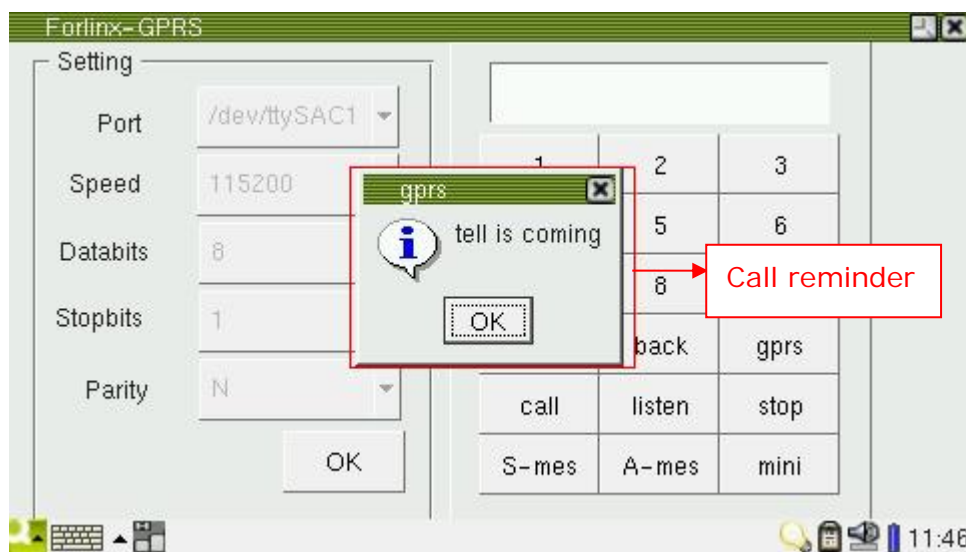 Forlinx-GPRS
Setting
Port
/dev/ttySAC1
Speed
115200
Databits
8
Stopbits
1
Parity
N
OK
gprs
tell is coming
OK
Call reminder
1
2
3
5
6
8
back
gprs
call
listen
stop
S-mes
A-mes
mini
11:46